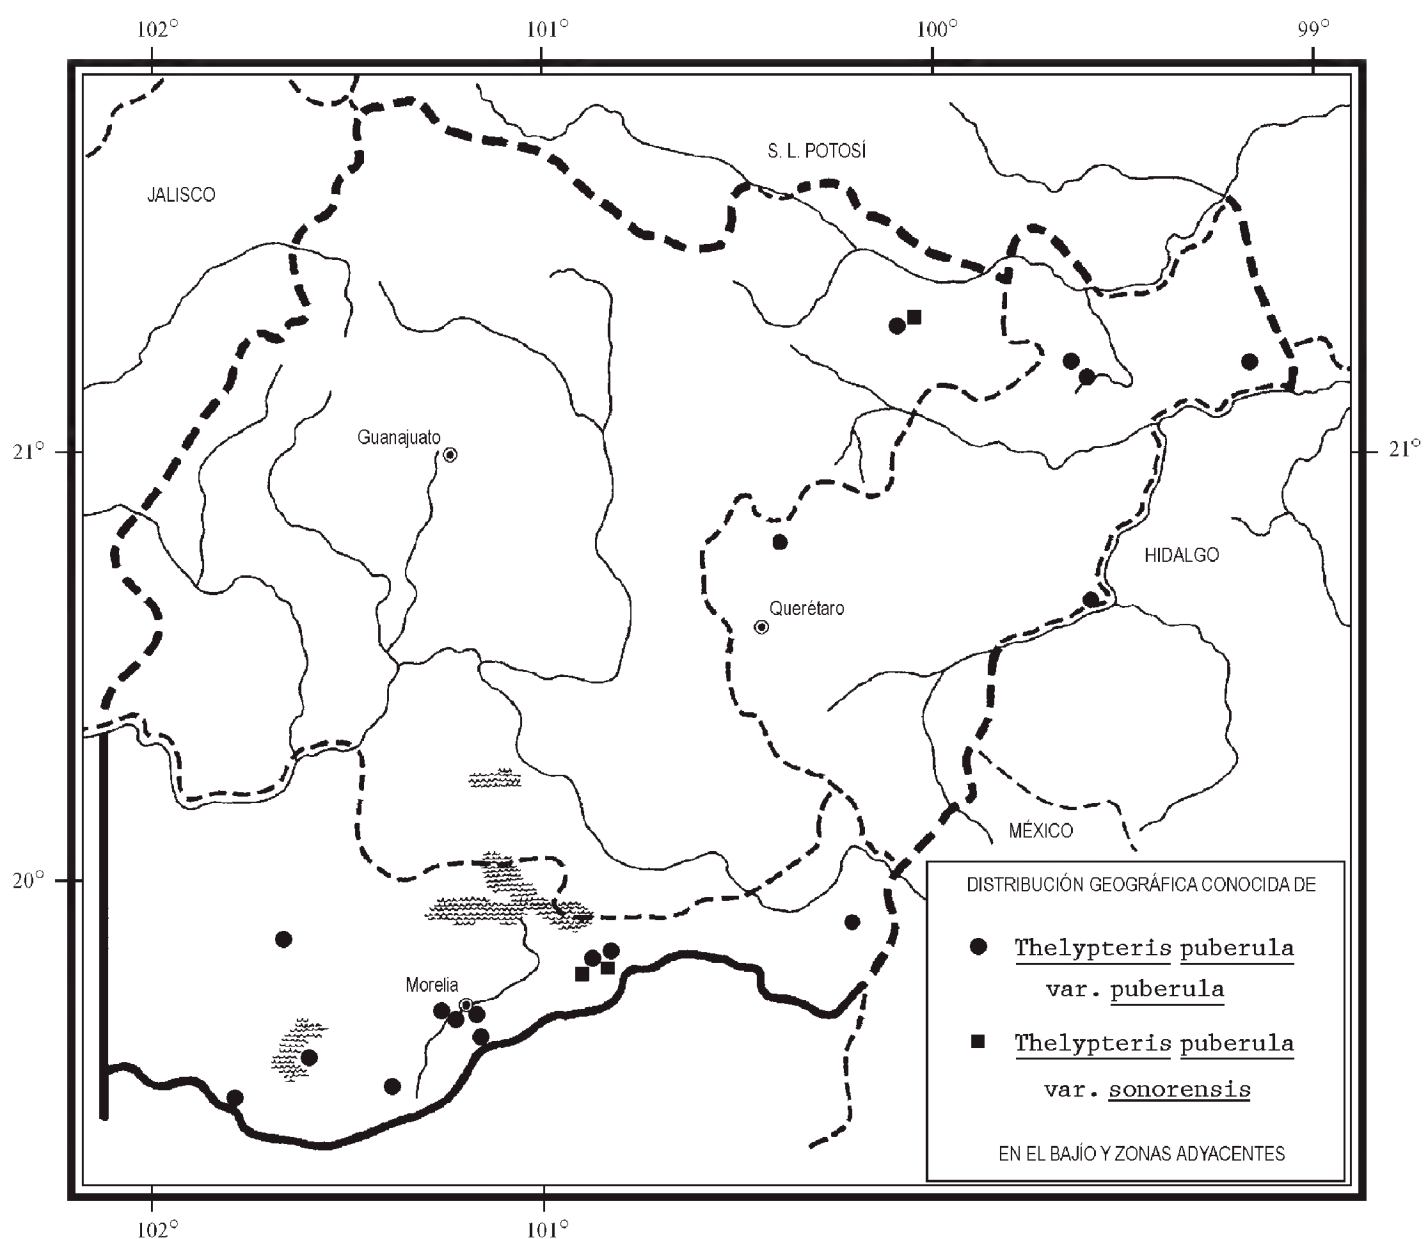 102° 101° 100° 99°
S. L. POTOSÍ
JALISCO
Guanajuato
21° 21°
HIDALGO
Querétaro
MÉXICO
20°
DISTRIBUCIÓN GEOGRÁFICA CONOCIDA DE
Thelypteris puberula
var. puberula
Morelia
Thelypteris puberula
var. sonorensis
EN EL BAJÍO Y ZONAS ADYACENTES
102° 101°